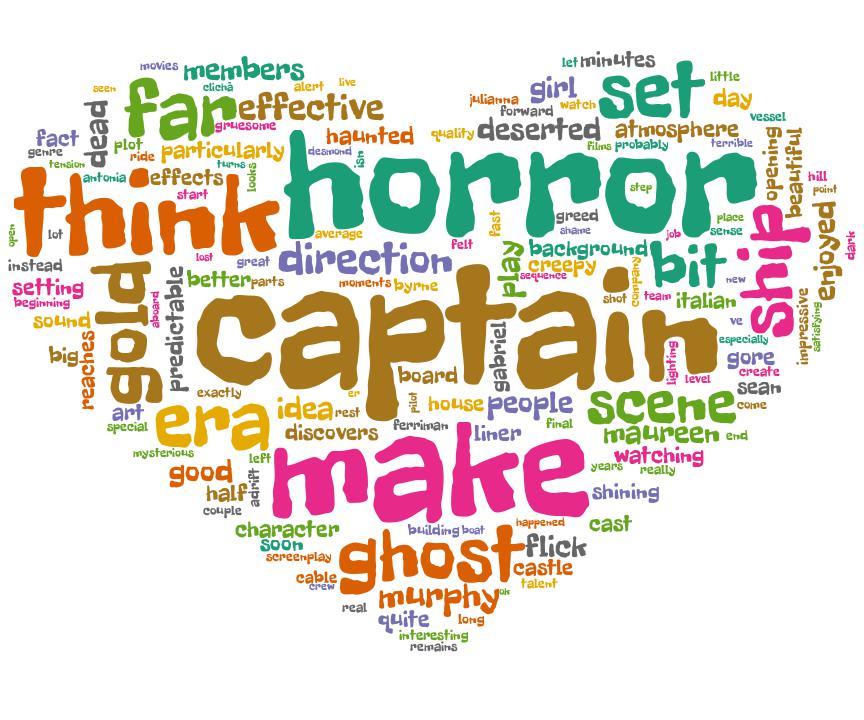 let minutes
movies members
seen clichã alert live
far effective
girl set little
julianna forward watch day
gruesome
dead
fact plot haunted quality deserted atmosphere vessel
genre ride particularly desmond isn films probably terrible opening beautiful
tension turns looks
antonia effects
think horror
start step hill
point
open lot average fast greed shame job place sense ship enjoyed dark
instead lost great direction felt play background bit
creepy sequence
setting gold aboard better parts moments byrne company team new
beginning predictable captain shot italian impressive satisfying
sound ve
big reaches gabriel especially
board lighting gore
level create
exactly er sean
art era idea rest pilot house people scene come
special ferriman final
discovers liner maureen end
mysterious left make watching
good years really
half adrift shining
couple
character building boat happened cast
soon ghost flick
screenplay
cable castle
crew talent
murphy ok
real
quite long
interesting
remains